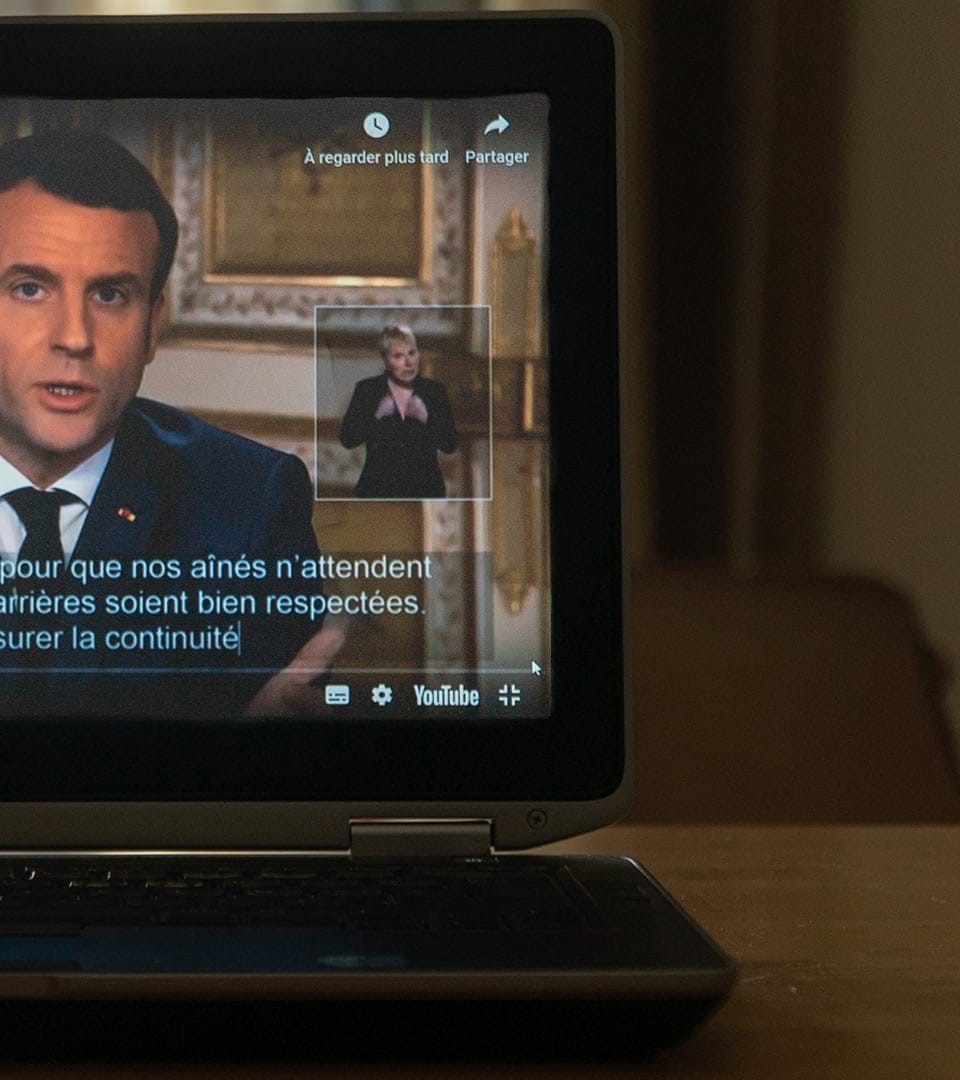 À regarder plus tard
Partager
pour que nos aînés n'attendent
arrières soient bien respectées.
surer la continuité
YouTube